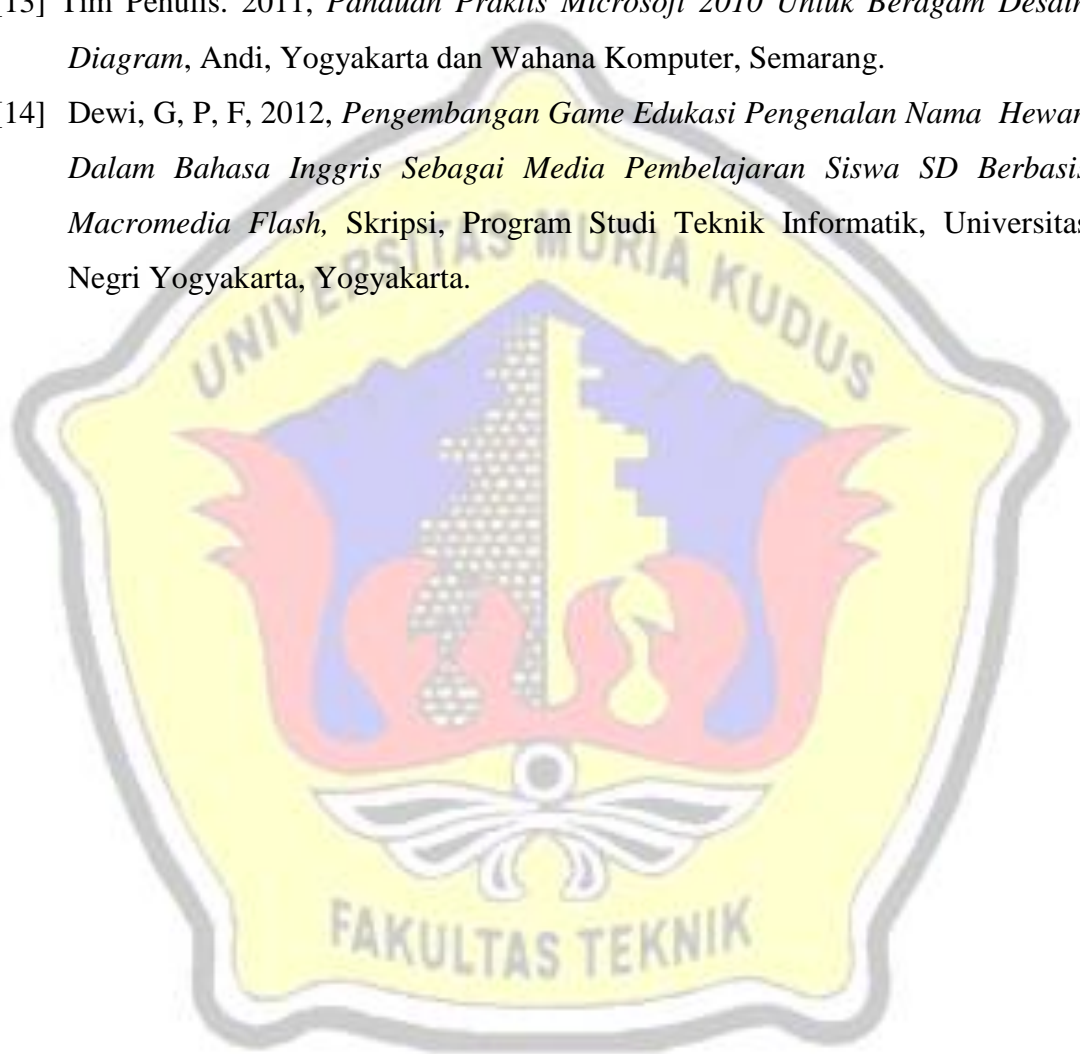 [13] Tim Penulis. 2011, Panduan Praktis Microsoft 2010 Untuk Beragam Desain
Diagram, Andi, Yogyakarta dan Wahana Komputer, Semarang.
[14] Dewi, G, P, F, 2012, Pengembangan Game Edukasi Pengenalan Nama Hewan
Dalam Bahasa Inggris Sebagai Media Pembelajaran Siswa SD Berbasis
Macromedia Flash, Skripsi, Program Studi Teknik Informatik, Universitas
Negri Yogyakarta, Yogyakarta.
UNIVERSITAS MURIA KUDUS
FAKULTAS TEKNIK